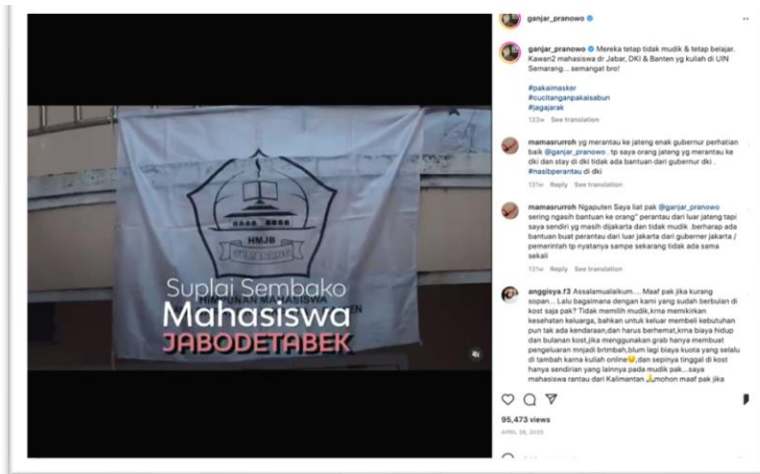 HMJB
Suplai Sembako
HIMPUNAN MAHASISWA
Mahasiswa
JABODETABEK
ganjar_pranowo
ganjar_pranowo Mereka tetap tidak mudik & tetap belajar.
Kawan2 mahasiswa dr Jabar, DKI & Banten yg kuliah di UIN
Semarang... semangat bro!
#pakaimasker
#cucitanganpakaisabun
#jagajarak
See translation
mamasrurroh yg merantau ke jateng enak gubernur perhatian
baik @ganjar_pranowo . tp saya orang jateng yg merantau ke
dki dan stay di dki tidak ada bantuan dari gubernur dki .
#nasibperantau di dki
131w Reply See translation
mamasrurroh Ngaputen Saya liat pak @ganjar_pranowo
sering ngasih bantuan ke orang" perantau dari luar jateng tapi
saya sendiri yg masih dijakarta dan tidak mudik .berharap ada
bantuan buat perantau dari luar jakarta dari guberner jakarta /
pemerintah tp nyatanya sampe sekarang tidak ada sama
sekali
131w Reply See translation
anggisya.f3 Assalamualaikum.... Maaf pak jika kurang
sopan... Lalu bagaimana dengan kami yang sudah berbulan di
kost saja pak? Tidak memilih mudik,krna memikirkan
kesehatan keluarga, bahkan untuk keluar membeli kebutuhan
pun tak ada kendaraan,dan harus berhemat,krna biaya hidup
dan bulanan kost,jika menggunakan grab hanya membuat
pengeluaran mnjadi brtmbah,blum lagi biaya kuota yang selalu
di tambah karna kuliah online😢,dan sepinya tinggal di kost
hanya sendirian yang lainnya pada mudik pak...saya
mahasiswa rantau dari Kalimantan 🙏mohon maaf pak jika
95,473 views
APRIL 28, 2020